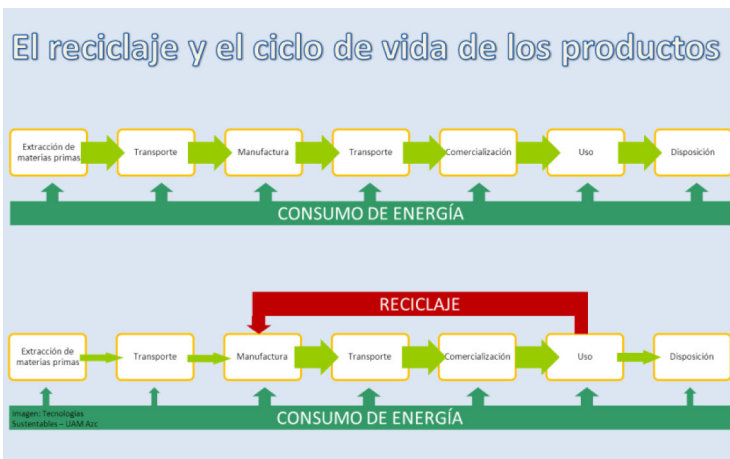 El reciclaje y el ciclo de vida de los productos
Extracción de
materias primas
Transporte
Manufactura
Transporte
Comercialización
Uso
Disposición
CONSUMO DE ENERGÍA
RECICLAJE
Extracción de
materias primas
Transporte
Manufactura
Transporte
Comercialización
Uso
Disposición
Imagen: Tecnologías
Sustentables – UAM Azc
CONSUMO DE ENERGÍA